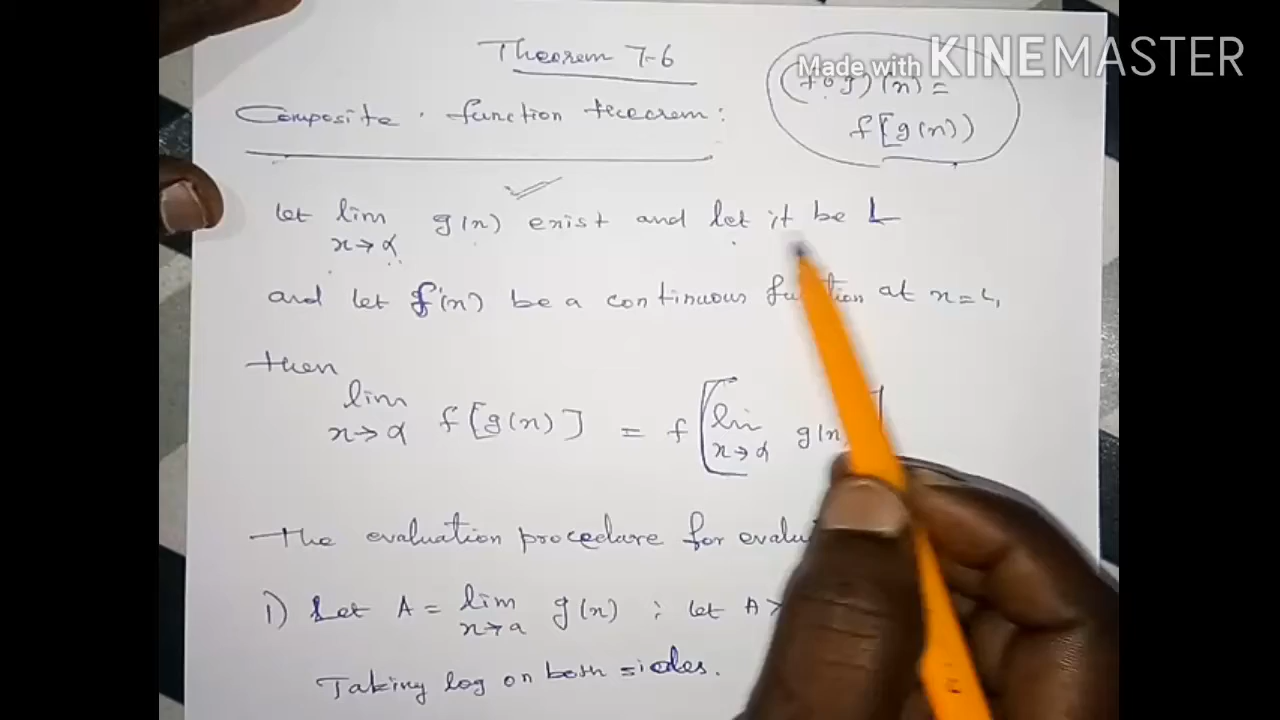 Theorem 7-6
Made with KINEMASTER
(f∘g)(x) =
f[g(x))
Composite function theorem:
Let lim x→α g(x) exist and let it be L
and let f(x) be a continuous function at x = L,
then
lim x→α f[g(x)] = f[lim x→α g(x)]
The evaluation procedure for
1) Let A = lim x→a g(x) ; let A >
Taking log on both sides.